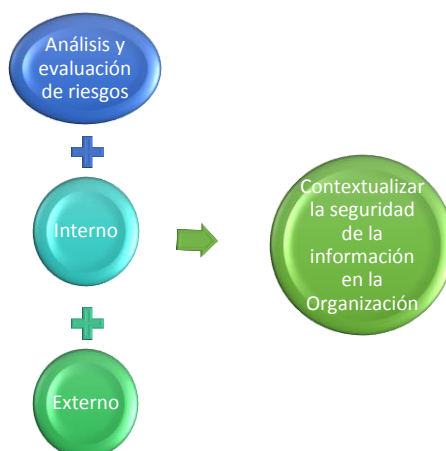 Análisis y
evaluación
de riesgos
Interno
Externo
Contextualizar
la seguridad
de la
información
en la
Organización